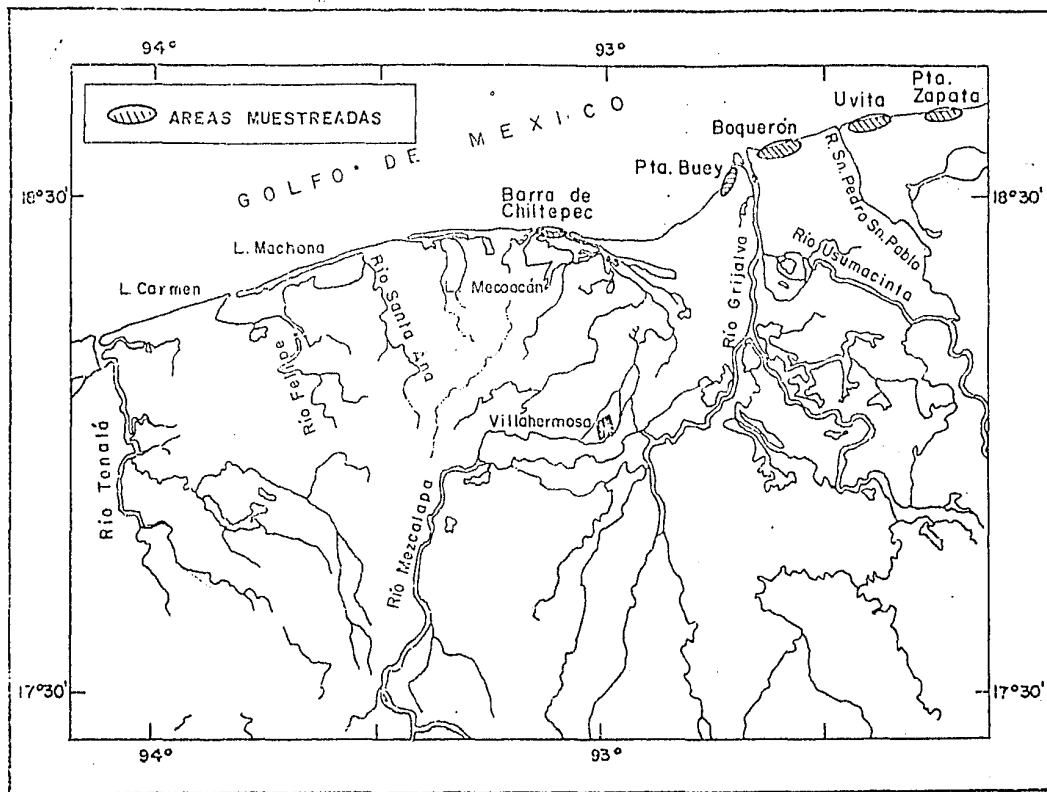 94°
93°
AREAS MUESTREADAS
GOLFO DE MEXICO
Pta.
Zapata
Uvita
Boquerón
Pta. Buey
R. Sn. Pedro Sn. Pablo
18°30'
18°30'
Barra de
Chiltepec
L. Machona
L. Carmen
Río Santa Ana
L. Mecoacán
Río Grijalva
Río Usumacinta
Río Felipe
Villahermosa
Río Tonalá
Río Mezcalapa
17°30'
17°30'
94°
93°